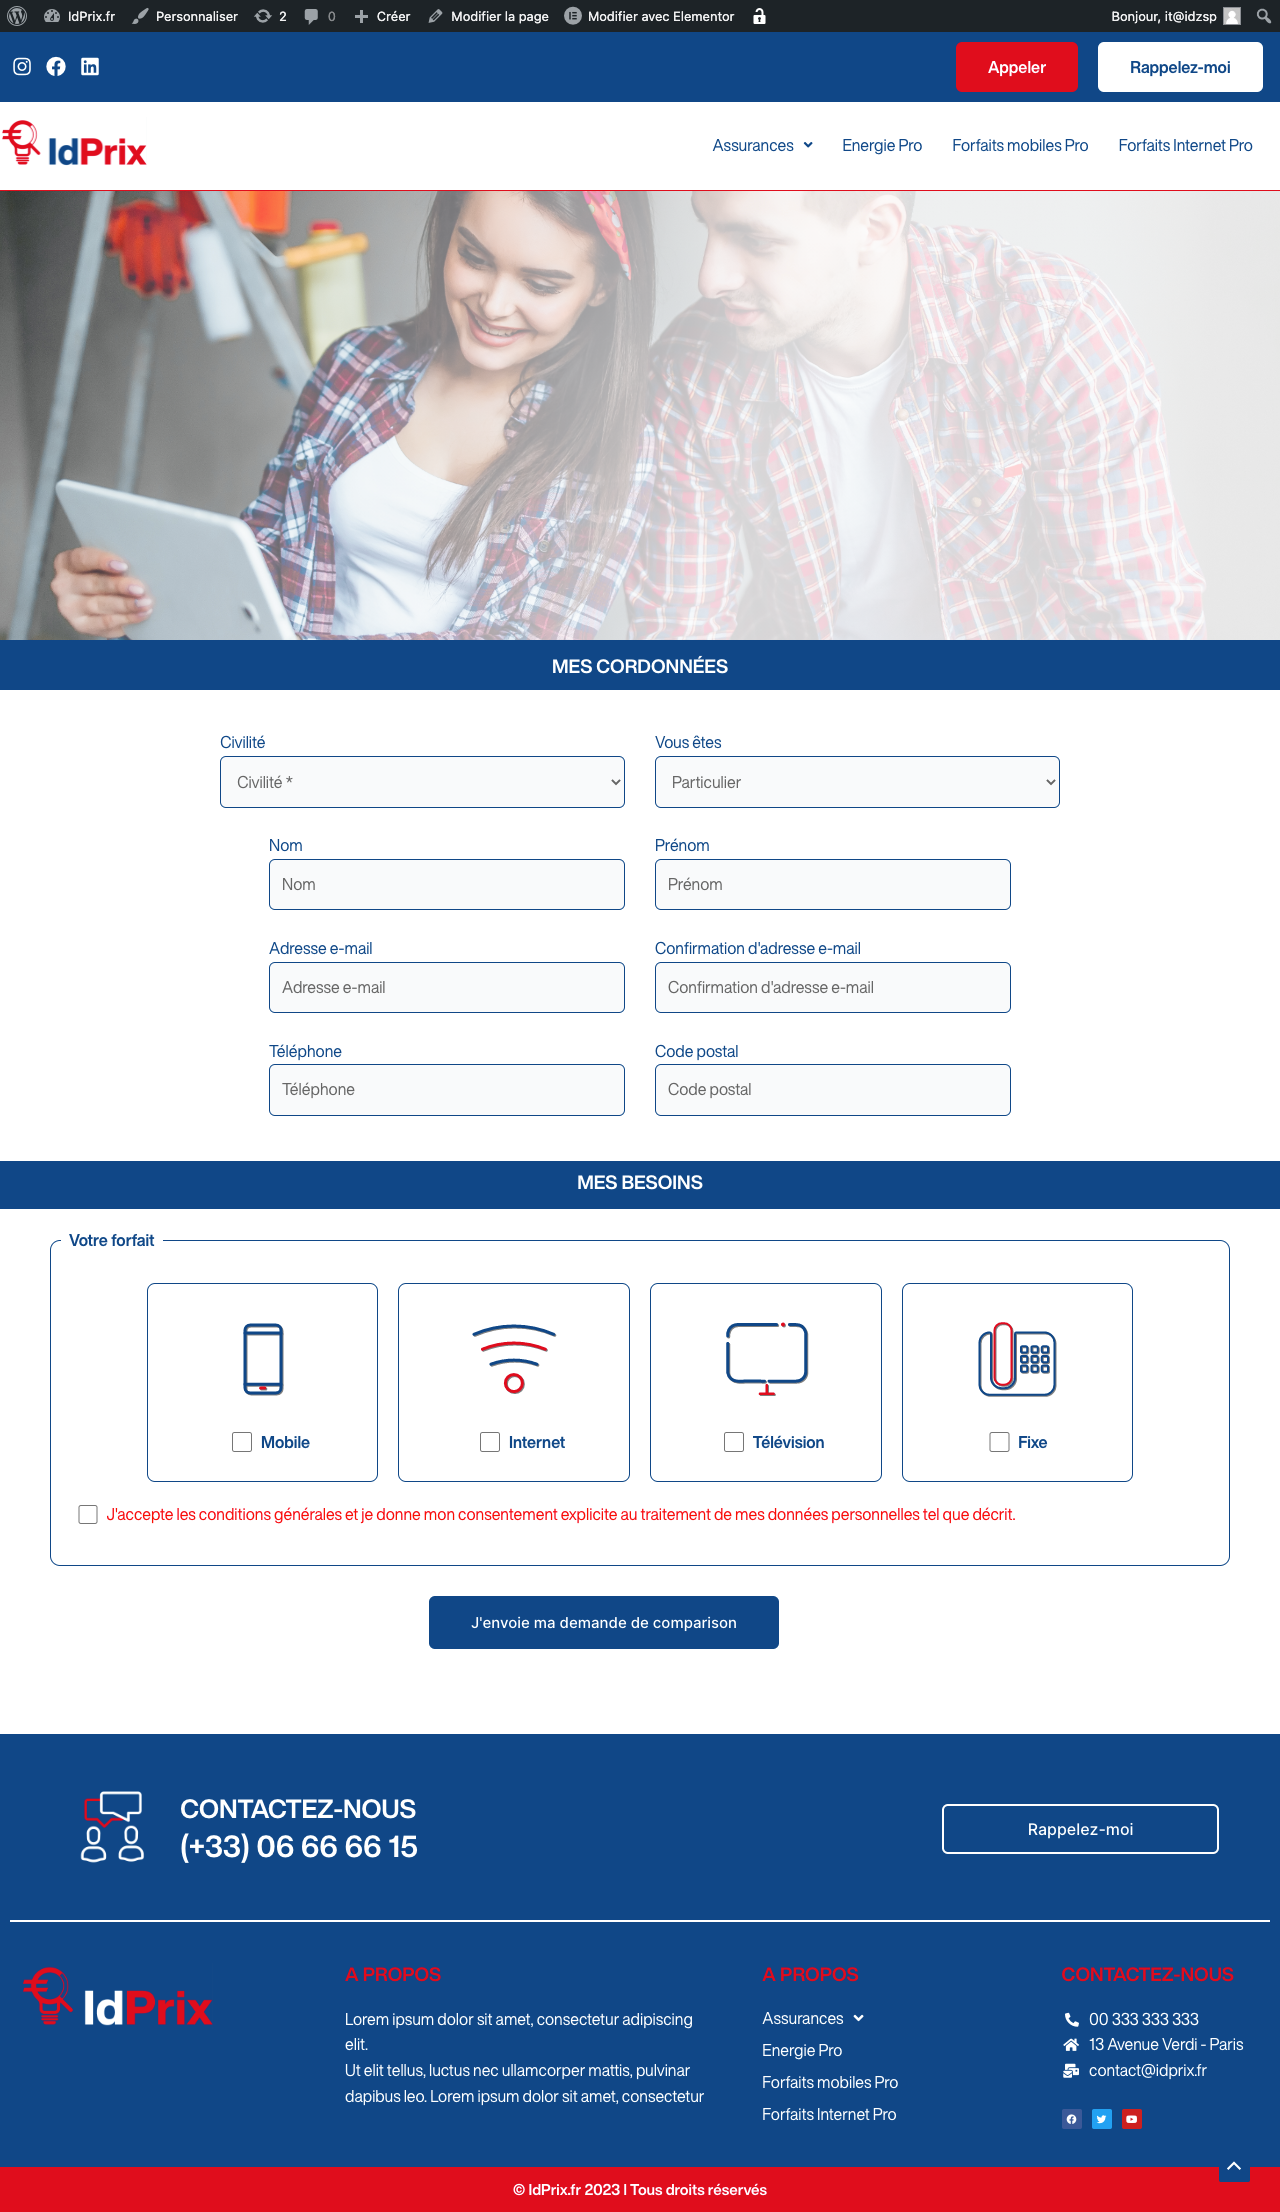 IdPrix.fr Personnaliser 2 0 Créer Modifier la page Modifier avec Elementor Bonjour, it@idzsp
Appeler Rappelez-moi
IdPrix
Assurances Energie Pro Forfaits mobiles Pro Forfaits Internet Pro
MES CORDONNÉES
Civilité Vous êtes
Civilité * Particulier
Nom Prénom
Nom Prénom
Adresse e-mail Confirmation d'adresse e-mail
Adresse e-mail Confirmation d'adresse e-mail
Téléphone Code postal
Téléphone Code postal
MES BESOINS
Votre forfait
Mobile Internet Télévision Fixe
J'accepte les conditions générales et je donne mon consentement explicite au traitement de mes données personnelles tel que décrit.
J'envoie ma demande de comparison
CONTACTEZ-NOUS
(+33) 06 66 66 15
Rappelez-moi
IdPrix
A PROPOS
Lorem ipsum dolor sit amet, consectetur adipiscing
elit.
Ut elit tellus, luctus nec ullamcorper mattis, pulvinar
dapibus leo. Lorem ipsum dolor sit amet, consectetur
A PROPOS
Assurances
Energie Pro
Forfaits mobiles Pro
Forfaits Internet Pro
CONTACTEZ-NOUS
00 333 333 333
13 Avenue Verdi - Paris
contact@idprix.fr
© IdPrix.fr 2023 I Tous droits réservés